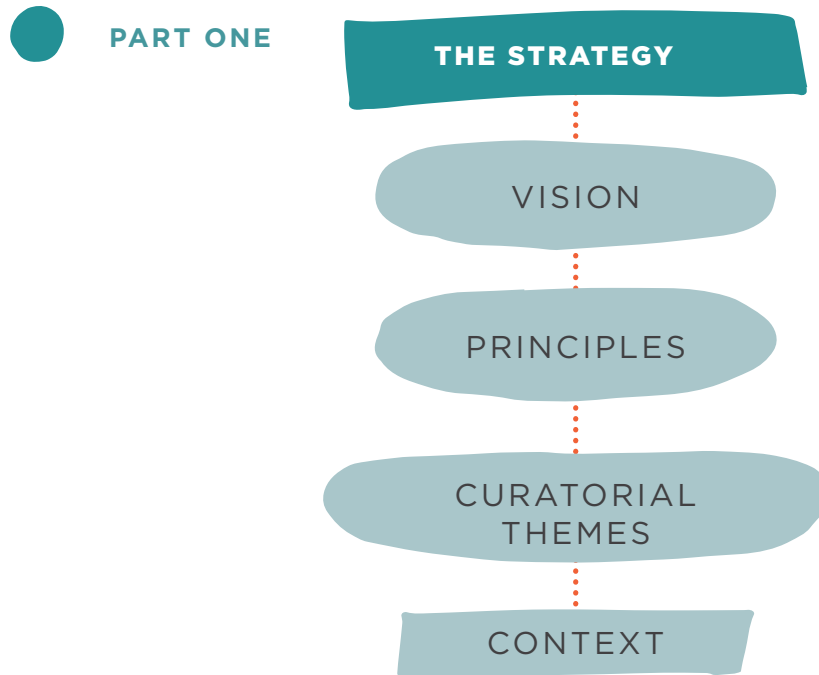 PART ONE
THE STRATEGY
VISION
PRINCIPLES
CURATORIAL
THEMES
CONTEXT